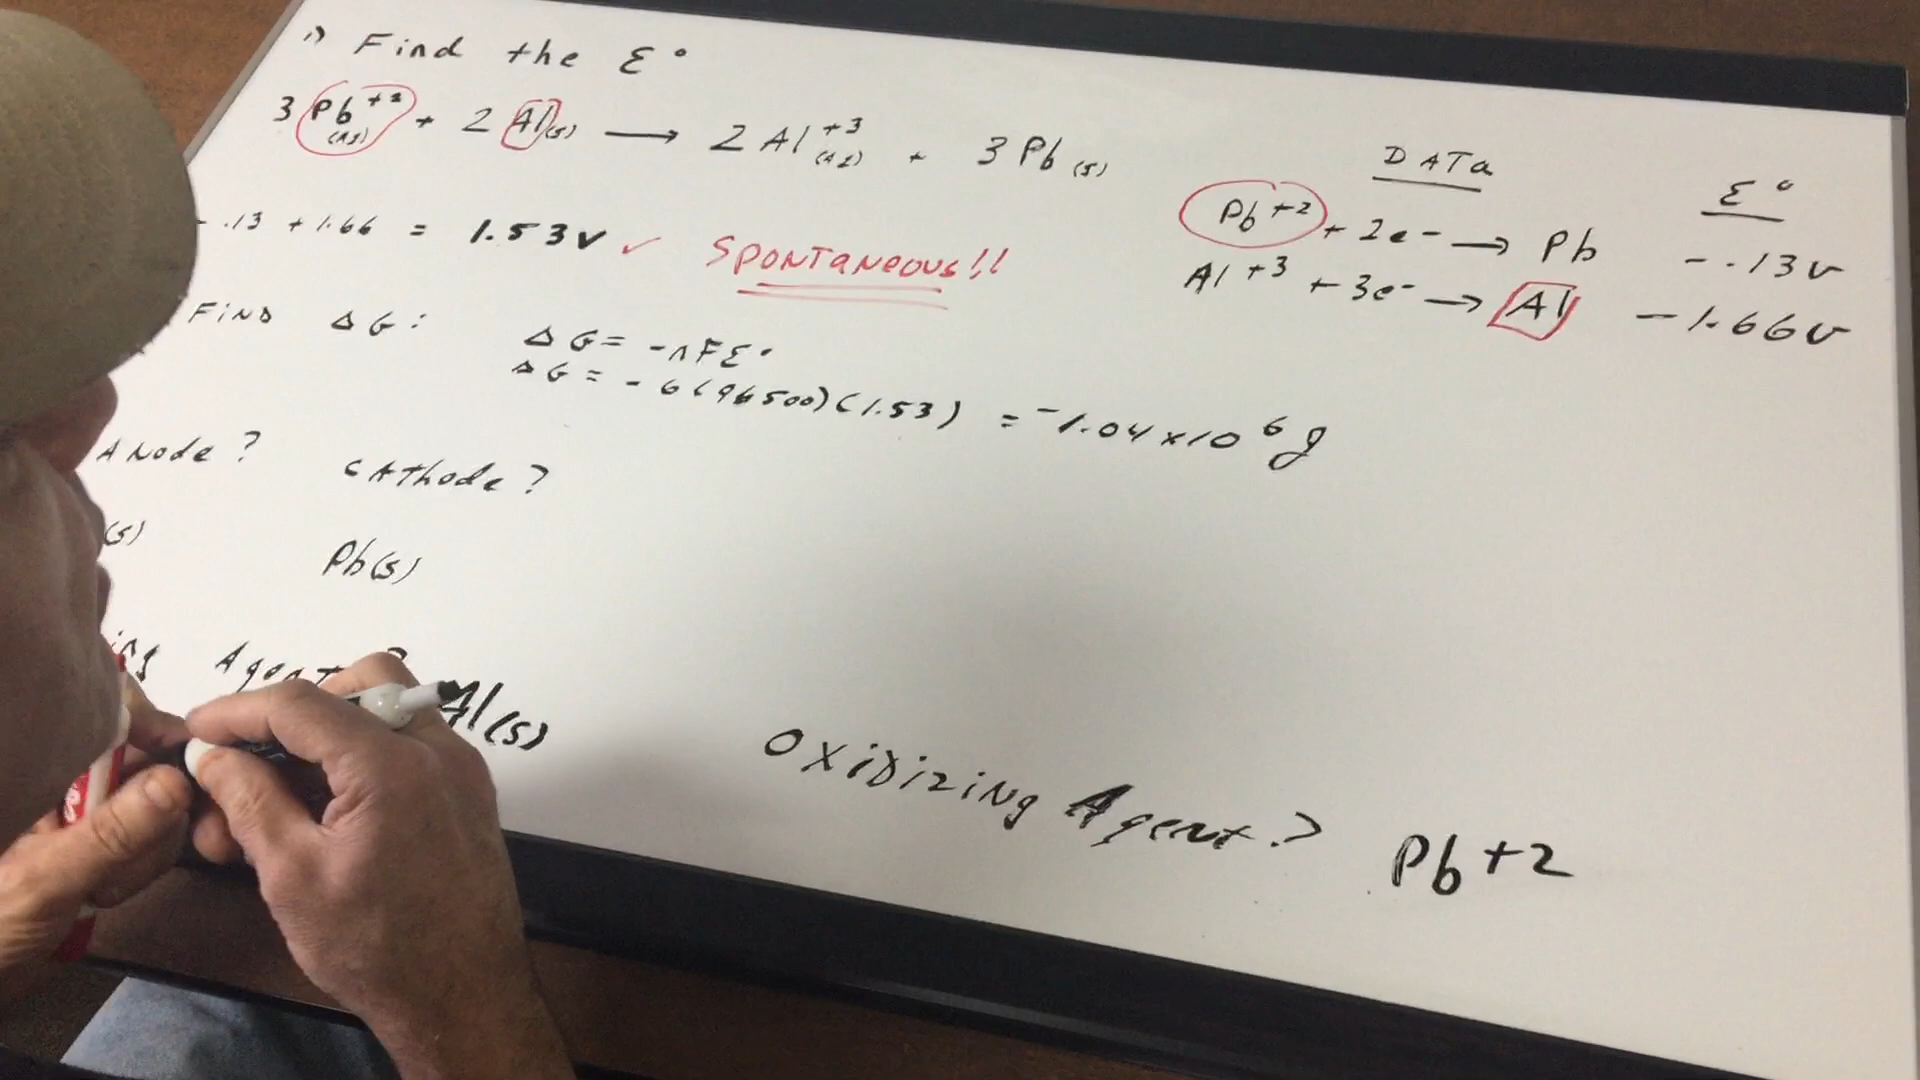 1) Find the ℰ°
3 Pb+2(Aq) + 2 Al(s) ⟶ 2 Al+3(Aq) + 3 Pb(s)
- .13 + 1.66 = 1.53v ✓ SPONTaneous!!
DATa ℰ°
Pb+2 + 2e- ⟶ Pb - .13v
Al+3 + 3e- ⟶ Al - 1.66v
FiND ΔG:
ΔG = -nFℰ°
ΔG = - 6(96500)(1.53) = -1.04 x 10 6 J
ANode? CAThode?
(s) Pb(s)
Agent? Al(s) OXiDizing Agent? Pb+2